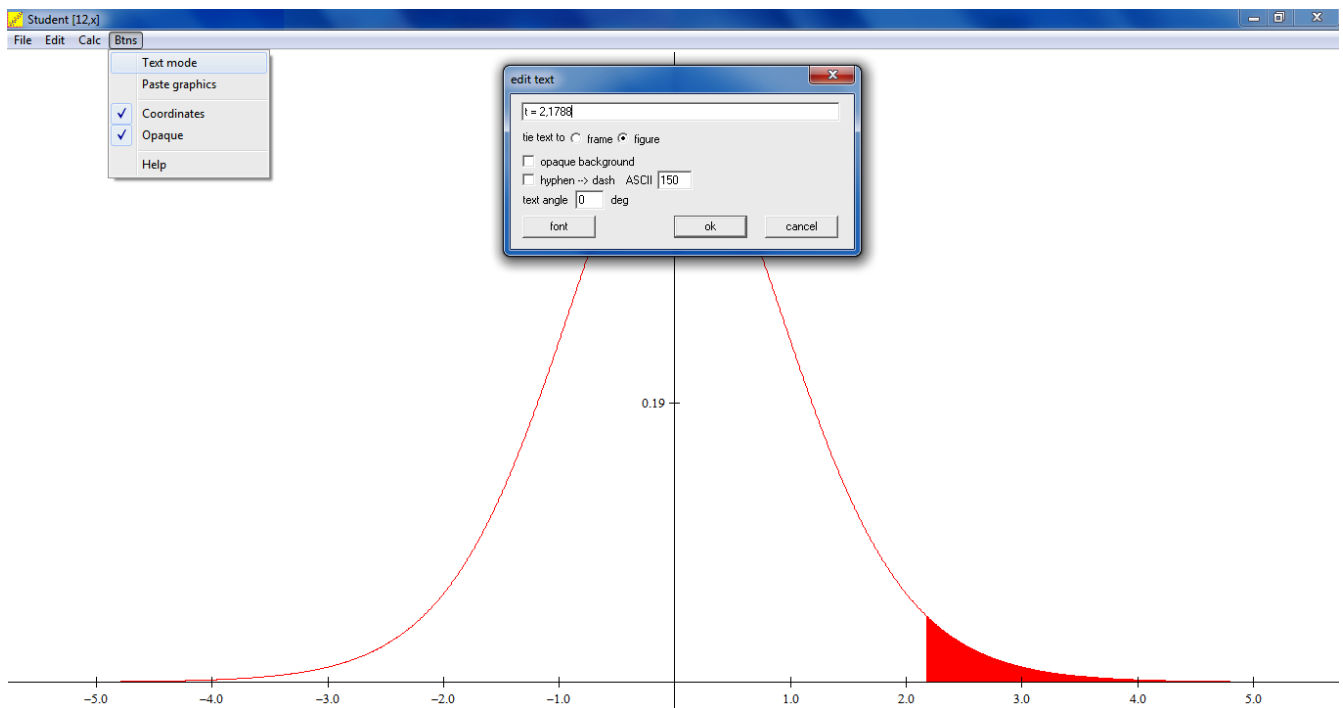 Student [12,x]
File Edit Calc Btns
Text mode
Paste graphics
Coordinates
Opaque
Help
edit text
t = 2,1788
tie text to frame figure
opaque background
hyphen --> dash ASCII 150
text angle 0 deg
font ok cancel
0.19
−5.0 −4.0 −3.0 −2.0 −1.0 1.0 2.0 3.0 4.0 5.0